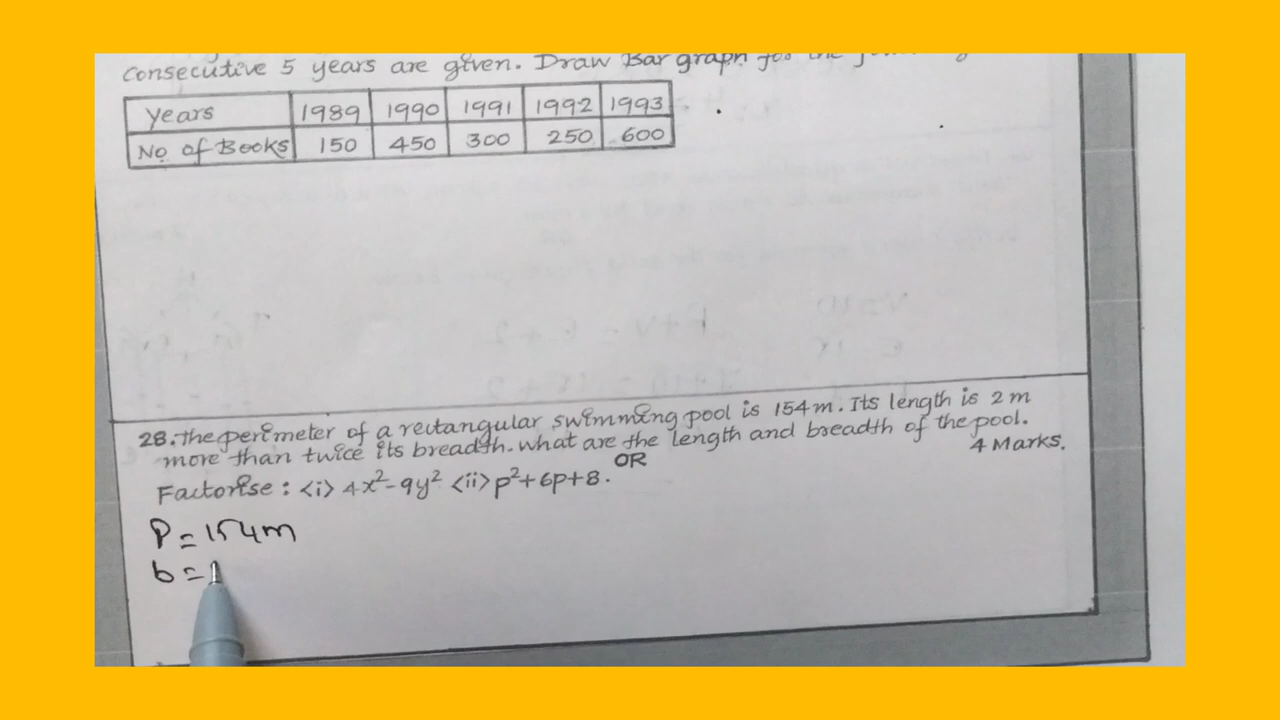 Consecutive 5 years are given. Draw Bar graph for the
Years 1989 1990 1991 1992 1993
No. of Books 150 450 300 250 600
28. The perimeter of a rectangular swimming pool is 154m. Its length is 2 m
more than twice its breadth. What are the length and breadth of the pool.
4 Marks.
OR
Factorise : <i> 4x²-9y² <ii> p²+6p+8.
P = 154m
b =